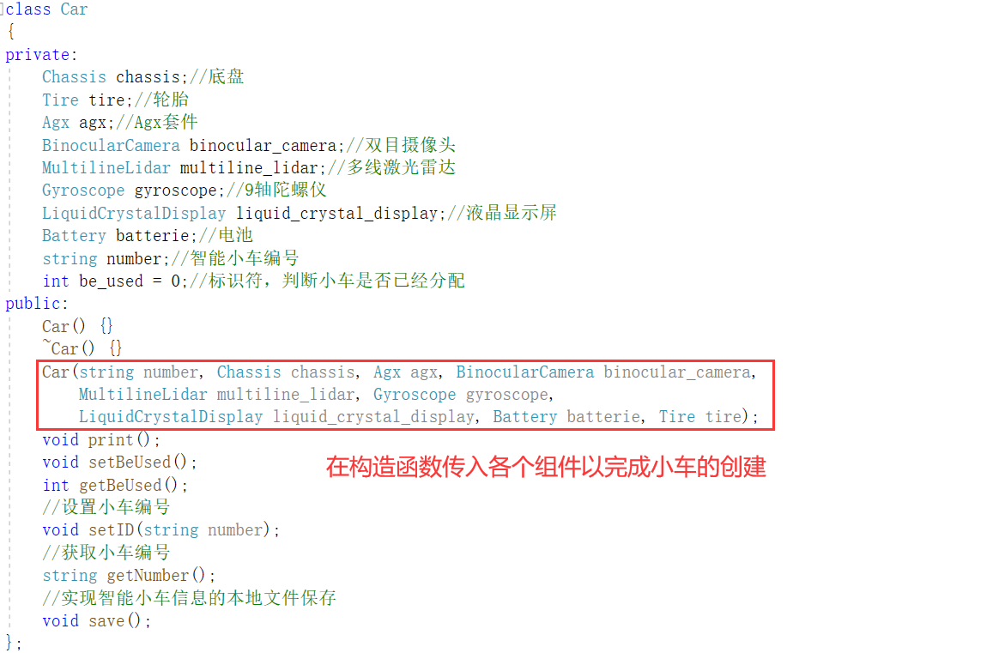 class Car
{
private:
    Chassis chassis;//底盘
    Tire tire;//轮胎
    Agx agx;//Agx套件
    BinocularCamera binocular_camera;//双目摄像头
    MultilineLidar multiline_lidar;//多线激光雷达
    Gyroscope gyroscope;//9轴陀螺仪
    LiquidCrystalDisplay liquid_crystal_display;//液晶显示屏
    Battery batterie;//电池
    string number;//智能小车编号
    int be_used = 0;//标识符，判断小车是否已经分配
public:
    Car() {}
    ~Car() {}
    Car(string number, Chassis chassis, Agx agx, BinocularCamera binocular_camera,
        MultilineLidar multiline_lidar, Gyroscope gyroscope,
        LiquidCrystalDisplay liquid_crystal_display, Battery batterie, Tire tire);
    void print();
    void setBeUsed();
在构造函数传入各个组件以完成小车的创建
    int getBeUsed();
    //设置小车编号
    void setID(string number);
    //获取小车编号
    string getNumber();
    //实现智能小车信息的本地文件保存
    void save();
};